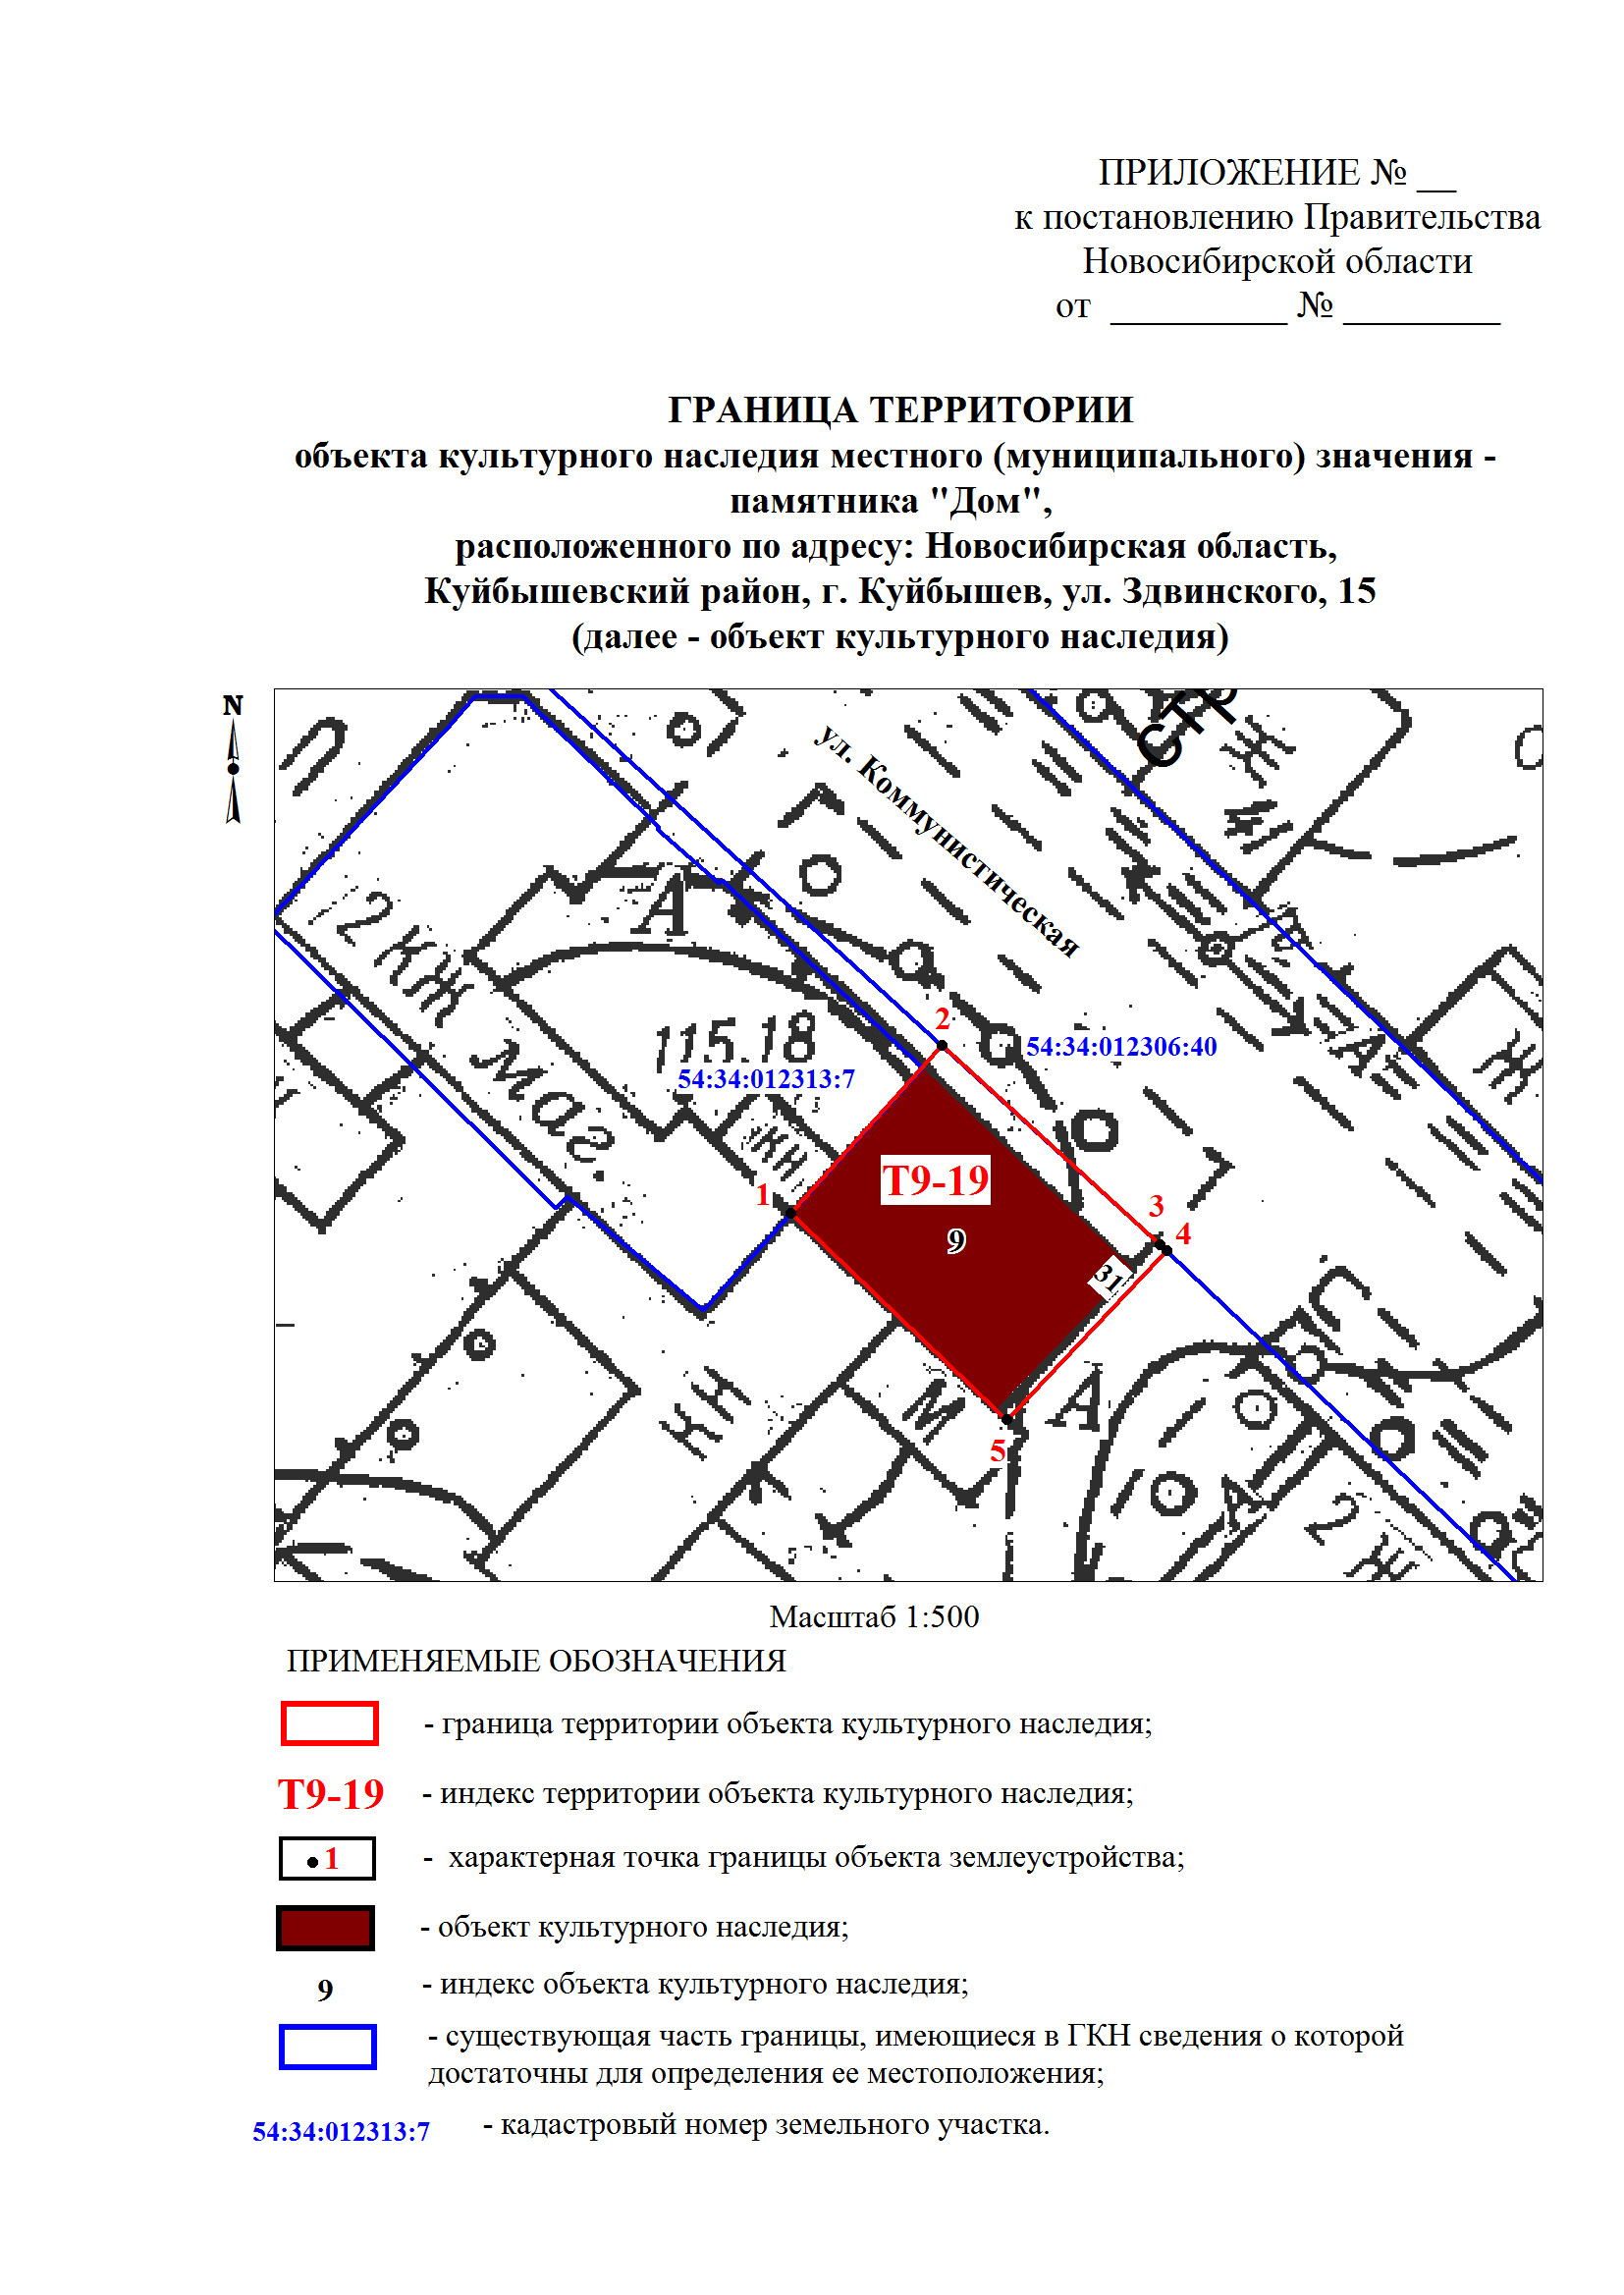 ПРИЛОЖЕНИЕ № __
к постановлению Правительства
Новосибирской области
от _________ № ________
ГРАНИЦА ТЕРРИТОРИИ
объекта культурного наследия местного (муниципального) значения -
памятника "Дом",
расположенного по адресу: Новосибирская область,
Куйбышевский район, г. Куйбышев, ул. Здвинского, 15
(далее - объект культурного наследия)
N
стр
ул. Коммунистическая
Ж
А
2КЖ
маг.
115.18
54:34:012313:7
2
54:34:012306:40
Ж
КН
1
Т9-19
9
3
4
31
А
М
5
2Ж
Масштаб 1:500
ПРИМЕНЯЕМЫЕ ОБОЗНАЧЕНИЯ
- граница территории объекта культурного наследия;
Т9-19 - индекс территории объекта культурного наследия;
1 - характерная точка границы объекта землеустройства;
- объект культурного наследия;
9 - индекс объекта культурного наследия;
- существующая часть границы, имеющиеся в ГКН сведения о которой
достаточны для определения ее местоположения;
54:34:012313:7 - кадастровый номер земельного участка.